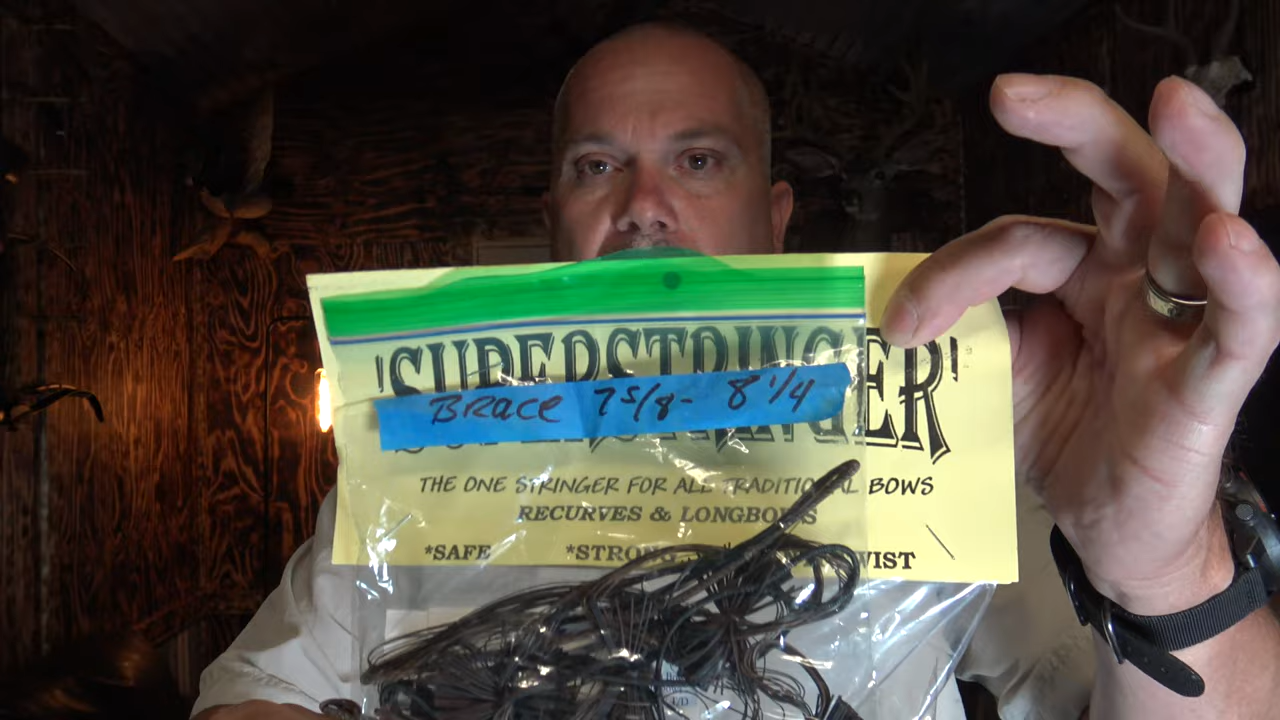 'SUPERSTRINGER'
BRACE 7 5/8 - 8 1/4
THE ONE STRINGER FOR ALL TRADITIONAL BOWS
RECURVES & LONGBOWS
*SAFE *STRONG